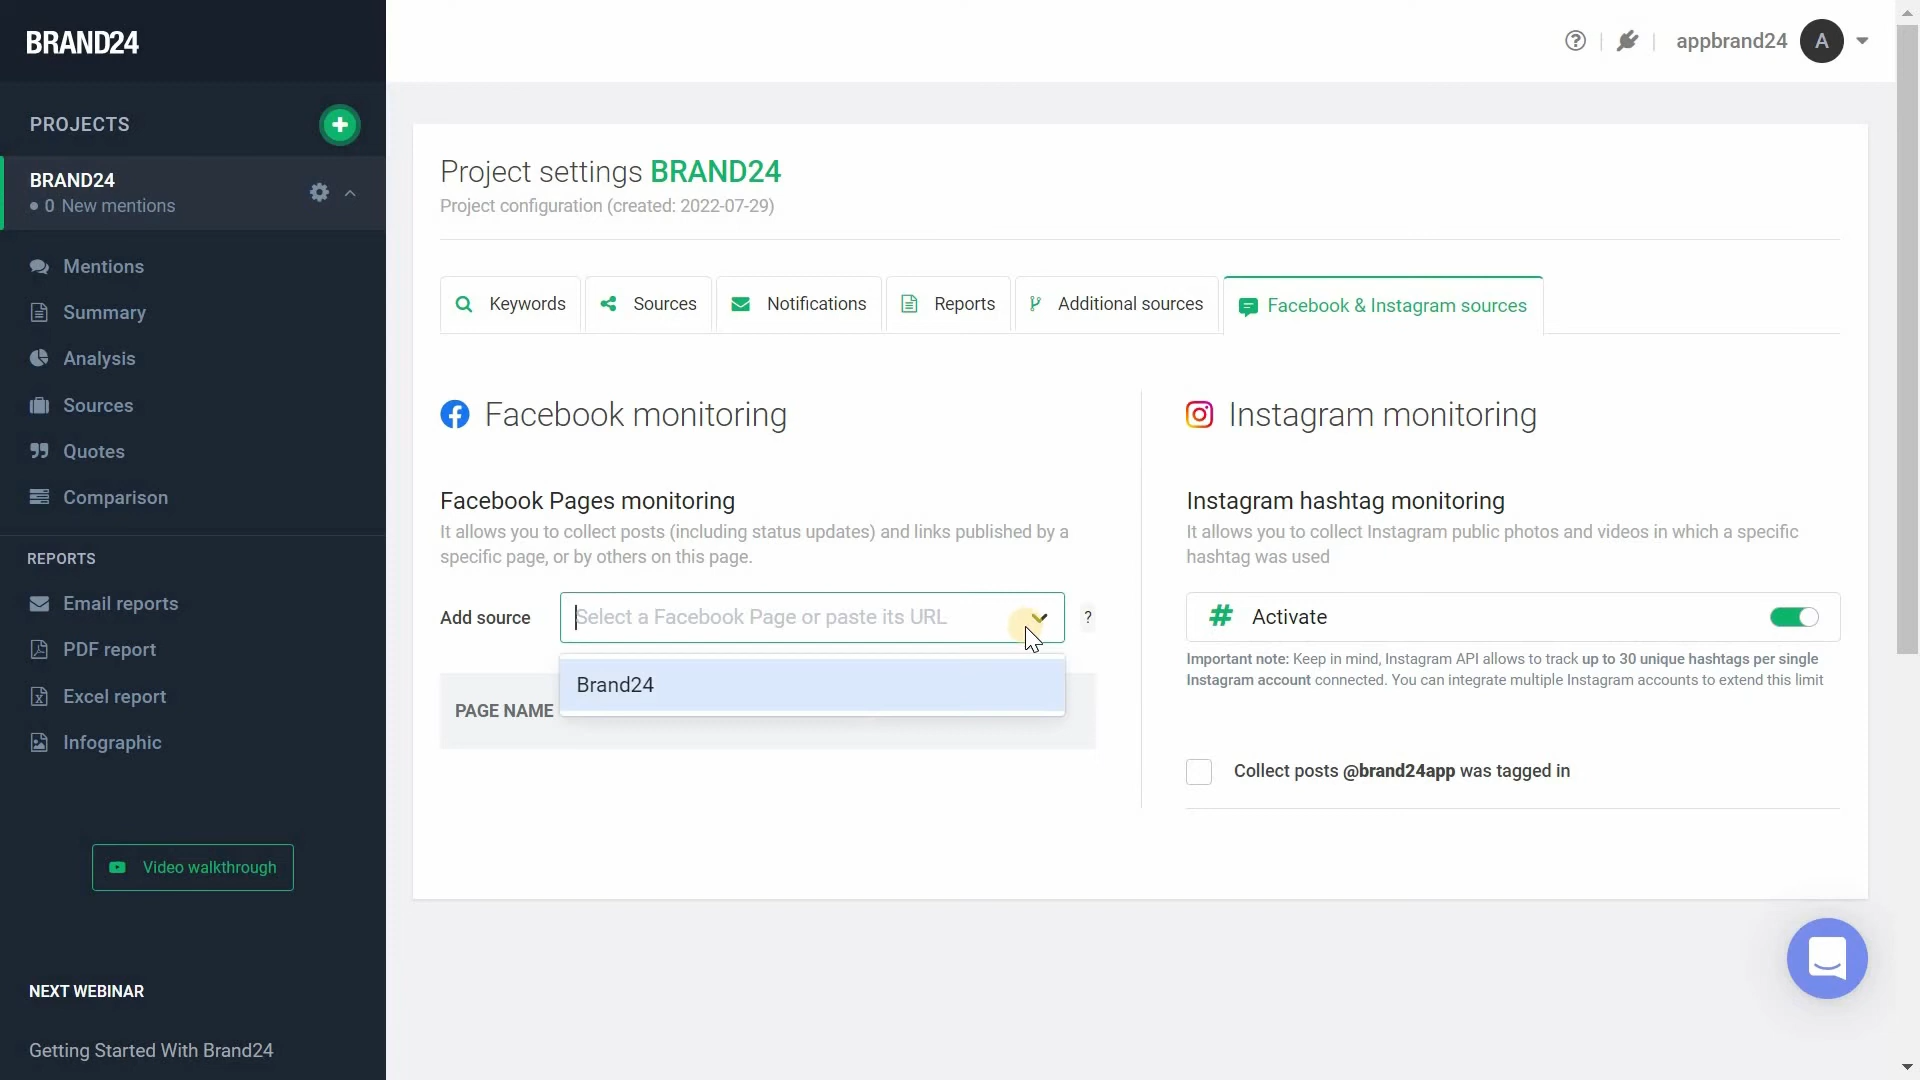 BRAND24
appbrand24
A
PROJECTS
BRAND24
0 New mentions
Mentions
Summary
Analysis
Sources
Quotes
Comparison
REPORTS
Email reports
PDF report
Excel report
Infographic
Video walkthrough
NEXT WEBINAR
Getting Started With Brand24
Project settings BRAND24
Project configuration (created: 2022-07-29)
Keywords
Sources
Notifications
Reports
Additional sources
Facebook & Instagram sources
Facebook monitoring
Facebook Pages monitoring
It allows you to collect posts (including status updates) and links published by a
specific page, or by others on this page.
Add source
Select a Facebook Page or paste its URL
?
Brand24
PAGE NAME
Instagram monitoring
Instagram hashtag monitoring
It allows you to collect Instagram public photos and videos in which a specific
hashtag was used
# Activate
Important note: Keep in mind, Instagram API allows to track up to 30 unique hashtags per single
Instagram account connected. You can integrate multiple Instagram accounts to extend this limit
Collect posts @brand24app was tagged in